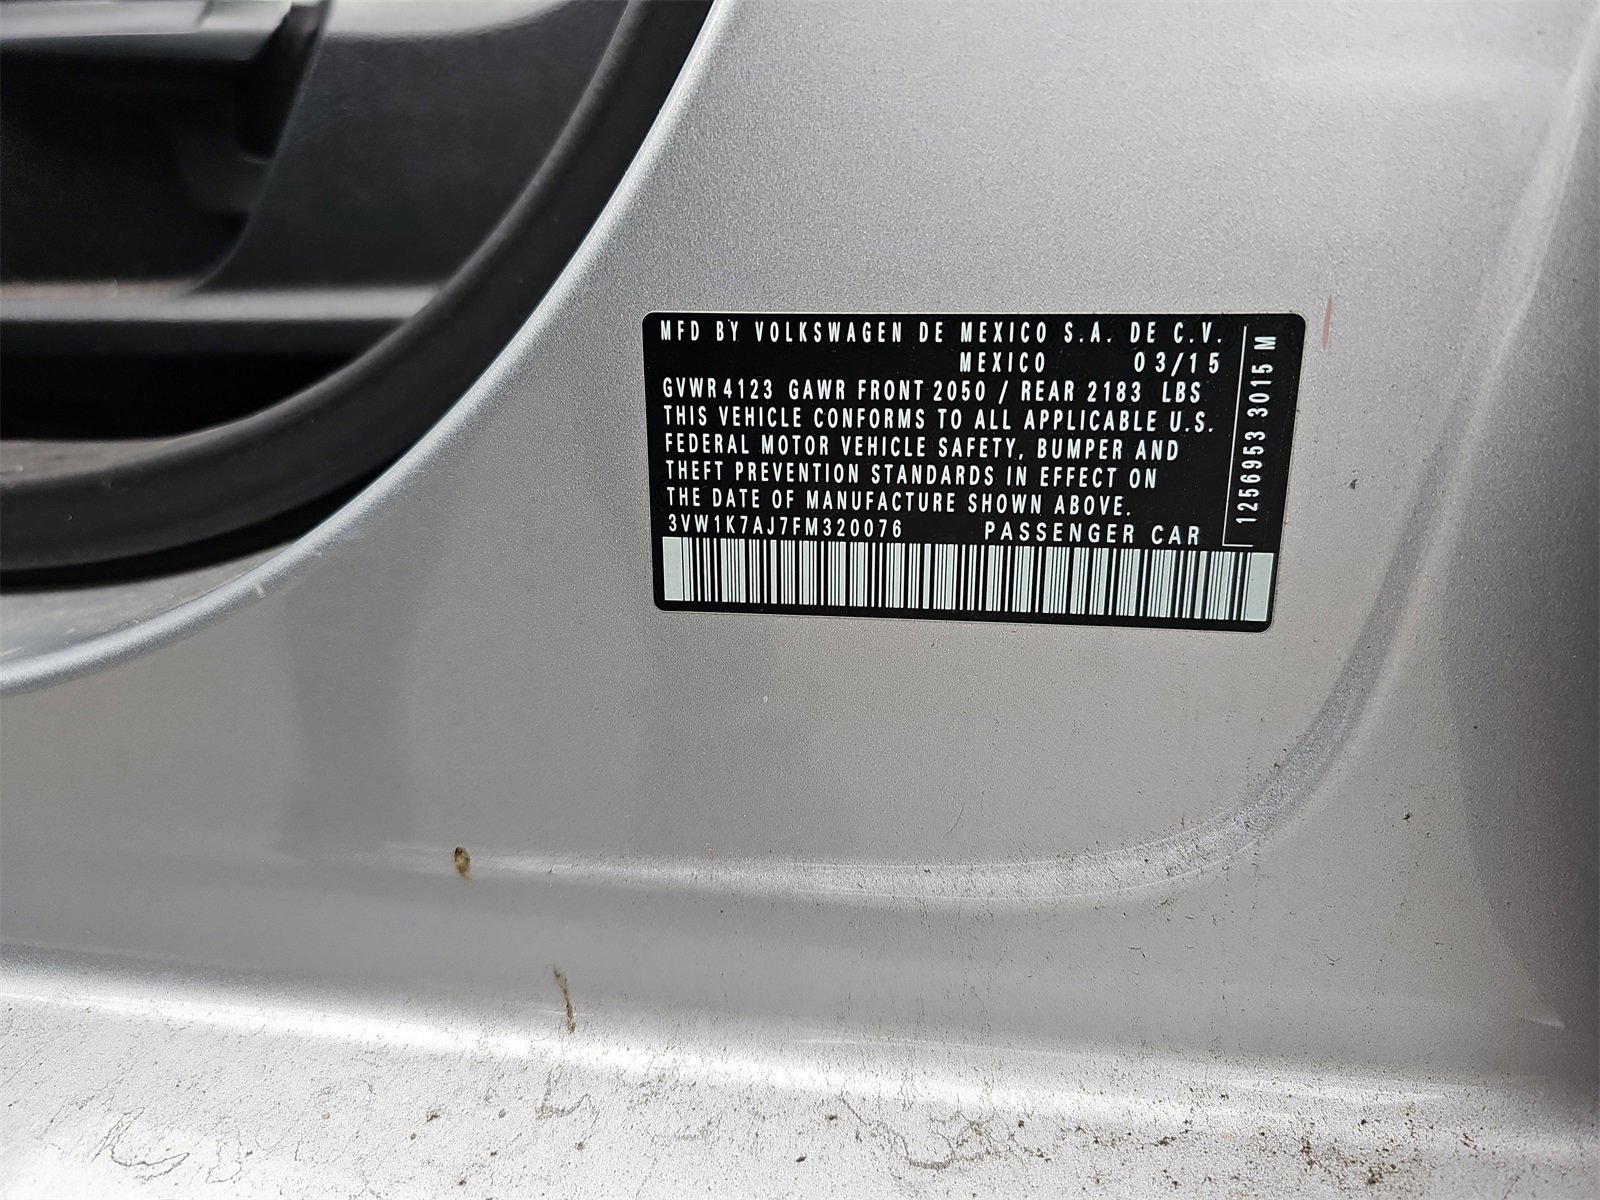 MFD BY VOLKSWAGEN DE MEXICO S.A. DE C.V.
MEXICO 03/15
GVWR 4123 GAWR FRONT 2050 / REAR 2183 LBS
THIS VEHICLE CONFORMS TO ALL APPLICABLE U.S.
FEDERAL MOTOR VEHICLE SAFETY, BUMPER AND
THEFT PREVENTION STANDARDS IN EFFECT ON
THE DATE OF MANUFACTURE SHOWN ABOVE.
3VW1K7AJ7FM320076 PASSENGER CAR
1256953 3015 M